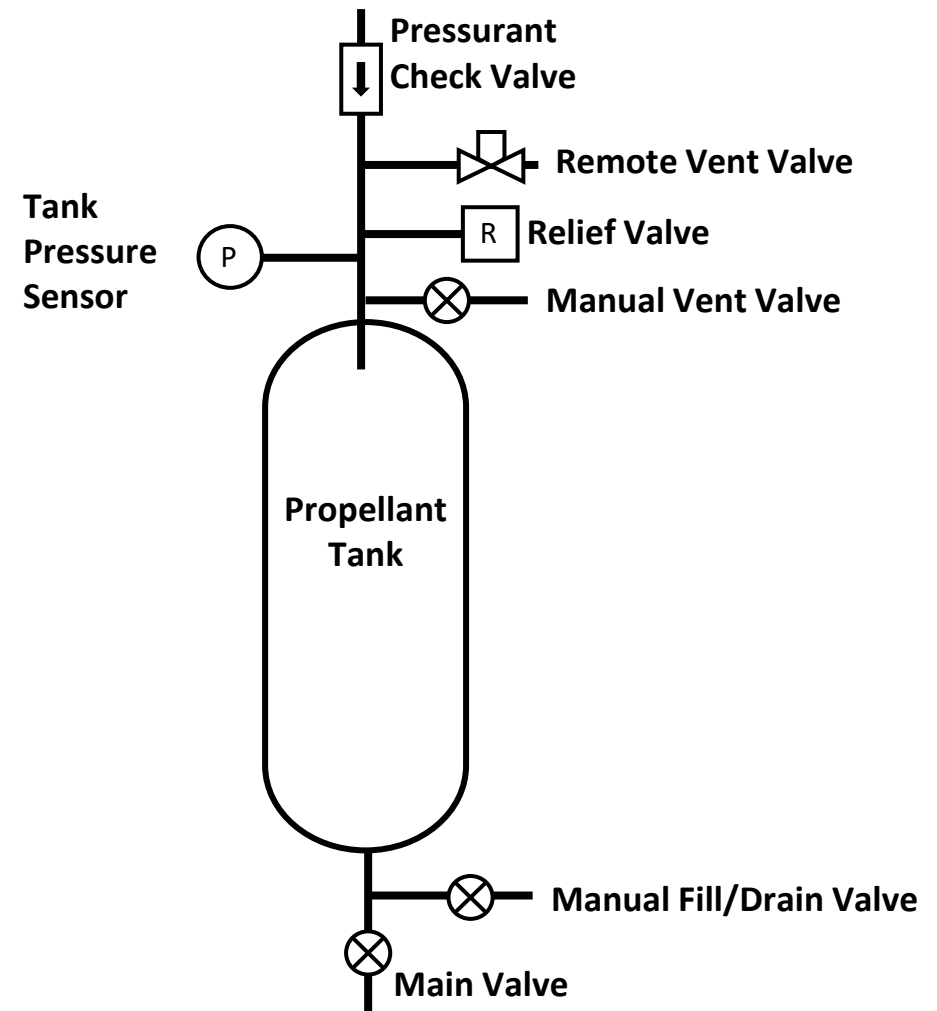 Pressurant
Check Valve
Remote Vent Valve
Tank
Pressure
Sensor
P
R
Relief Valve
Manual Vent Valve
Propellant
Tank
Manual Fill/Drain Valve
Main Valve